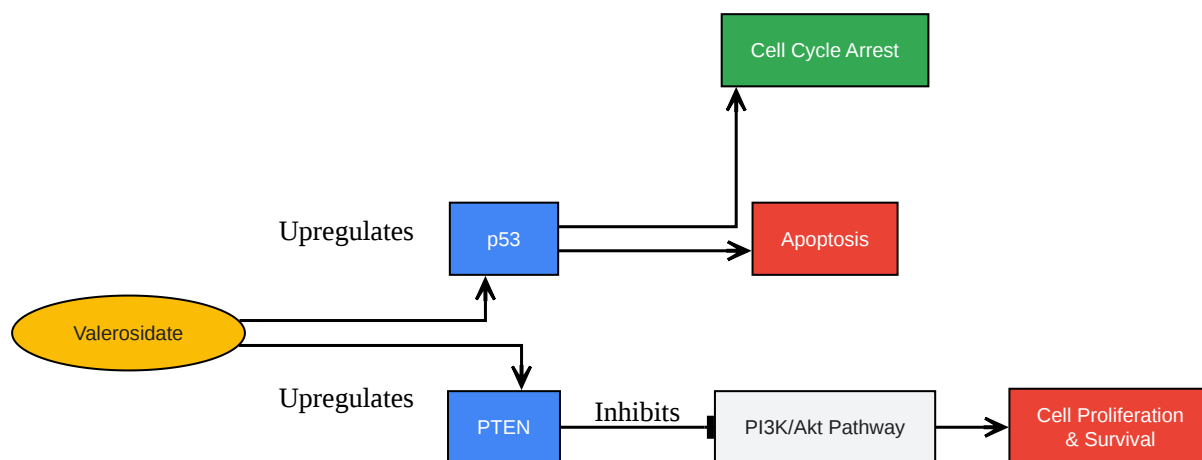 Cell Cycle Arrest
Upregulates
p53
Apoptosis
Valerosidate
Upregulates
PTEN
Inhibits
PI3K/Akt Pathway
Cell Proliferation
& Survival